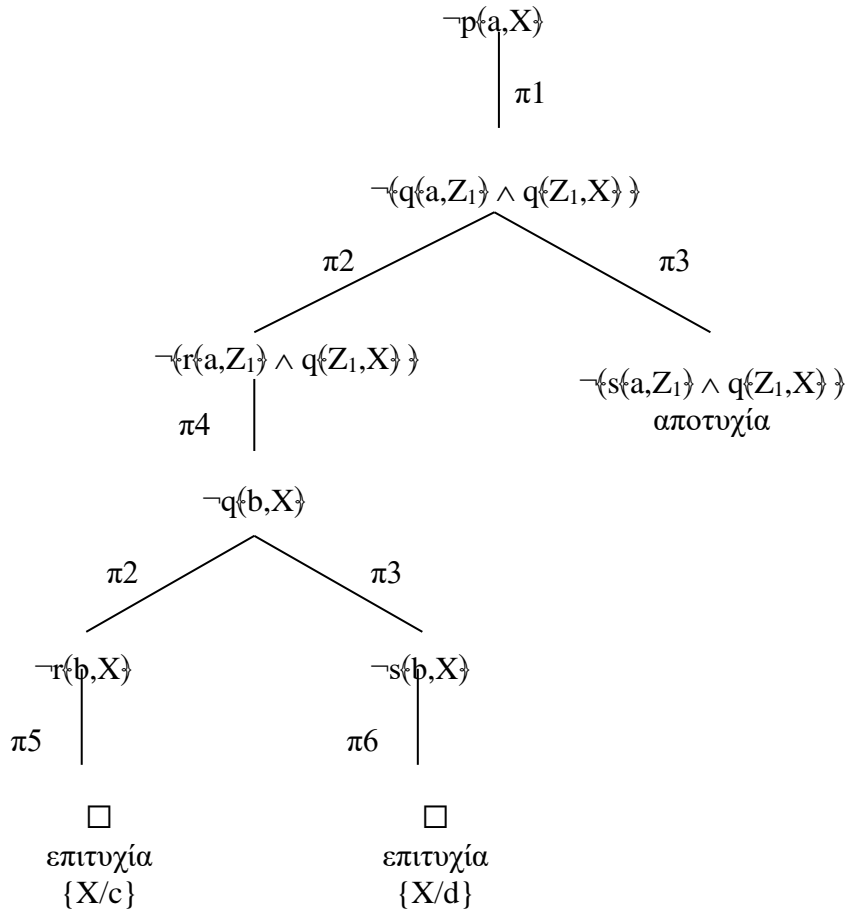 ¬p(a,X)
π1
¬(q(a,Z₁) ∧ q(Z₁,X) )
π2 π3
¬(r(a,Z₁) ∧ q(Z₁,X) )
¬(s(a,Z₁) ∧ q(Z₁,X) )
αποτυχία
π4
¬q(b,X)
π2 π3
¬r(b,X) ¬s(b,X)
π5 π6
□ □
επιτυχία επιτυχία
{X/c} {X/d}